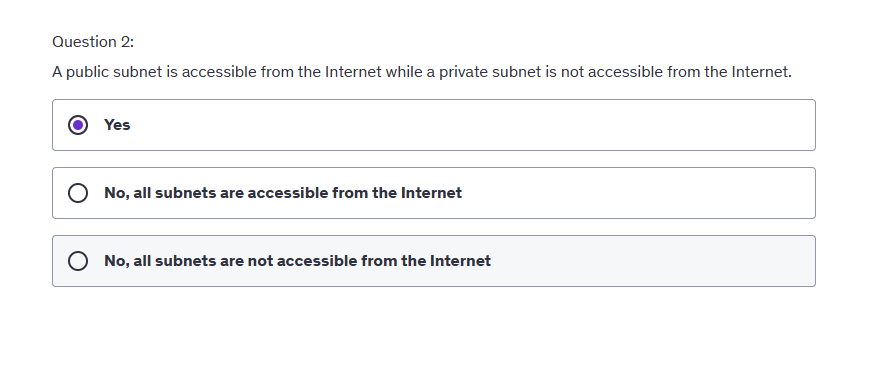 Question 2:
A public subnet is accessible from the Internet while a private subnet is not accessible from the Internet.
Yes
No, all subnets are accessible from the Internet
No, all subnets are not accessible from the Internet